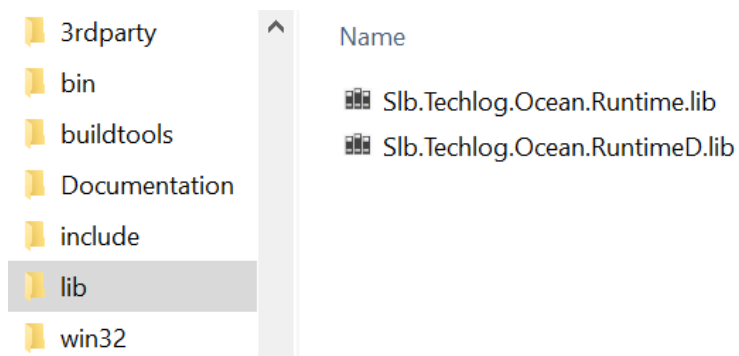 3rdparty
bin
buildtools
Documentation
include
lib
win32
Name
Slb.Techlog.Ocean.Runtime.lib
Slb.Techlog.Ocean.RuntimeD.lib